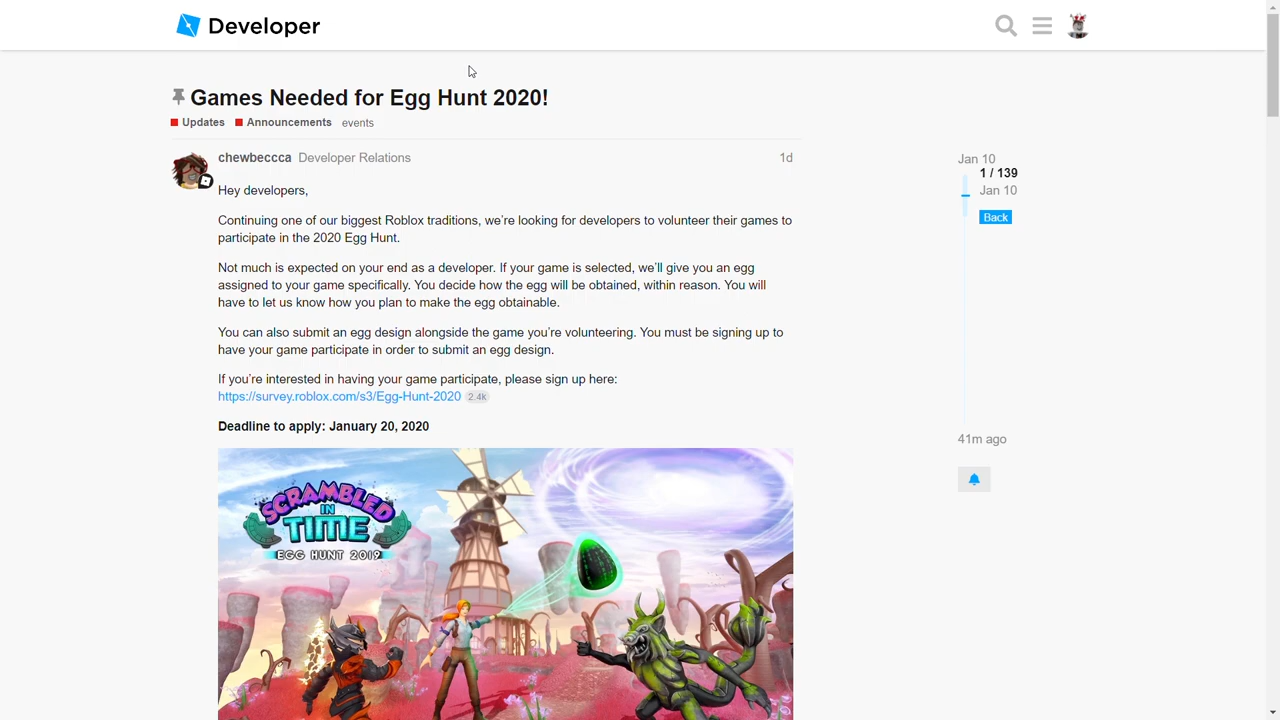 Developer
Games Needed for Egg Hunt 2020!
Updates Announcements events
chewbeccca Developer Relations 1d
Hey developers,
Continuing one of our biggest Roblox traditions, we’re looking for developers to volunteer their games to
participate in the 2020 Egg Hunt.
Not much is expected on your end as a developer. If your game is selected, we’ll give you an egg
assigned to your game specifically. You decide how the egg will be obtained, within reason. You will
have to let us know how you plan to make the egg obtainable.
You can also submit an egg design alongside the game you’re volunteering. You must be signing up to
have your game participate in order to submit an egg design.
If you’re interested in having your game participate, please sign up here:
https://survey.roblox.com/s3/Egg-Hunt-2020 2.4k
Deadline to apply: January 20, 2020
SCRAMBLED
IN
TIME
EGG HUNT 2019
Jan 10
1 / 139
Jan 10
Back
41m ago